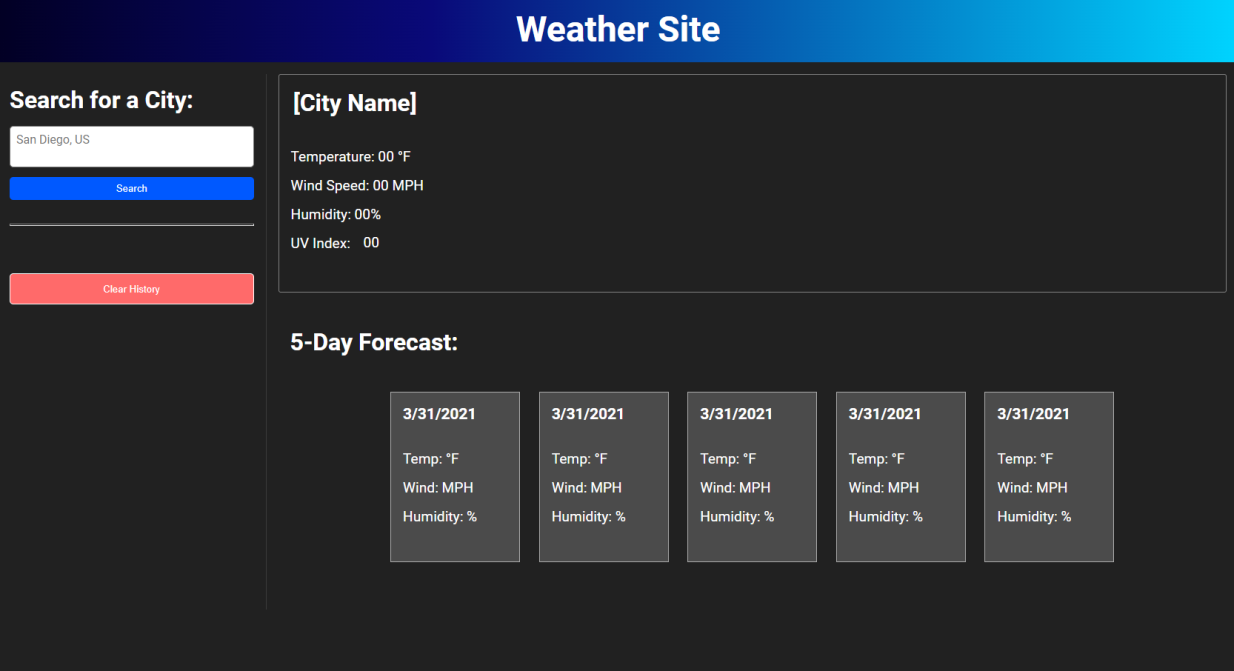 Weather Site
Search for a City:
San Diego, US
Search
Clear History
[City Name]
Temperature: 00 °F
Wind Speed: 00 MPH
Humidity: 00%
UV Index: 00
5-Day Forecast:
3/31/2021
Temp: °F
Wind: MPH
Humidity: %
3/31/2021
Temp: °F
Wind: MPH
Humidity: %
3/31/2021
Temp: °F
Wind: MPH
Humidity: %
3/31/2021
Temp: °F
Wind: MPH
Humidity: %
3/31/2021
Temp: °F
Wind: MPH
Humidity: %